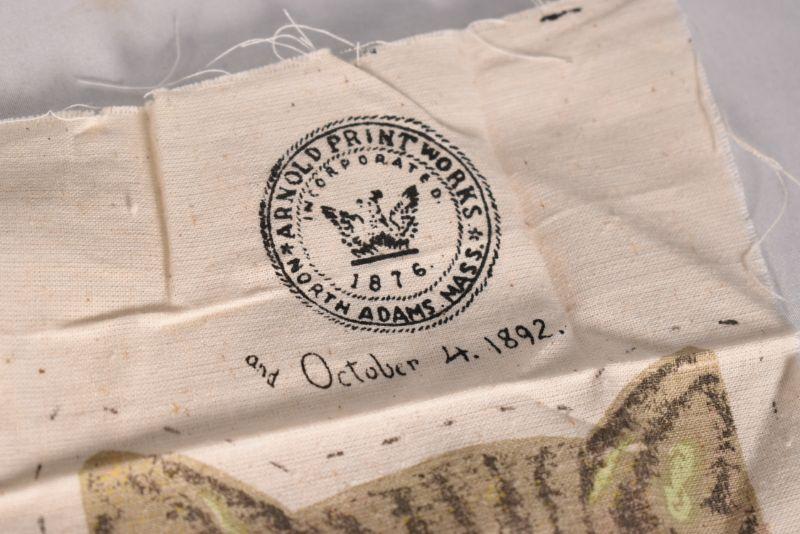 ARNOLD PRINT WORKS
INCORPORATED.
1876
* NORTH ADAMS. MASS. *
and October 4. 1892.